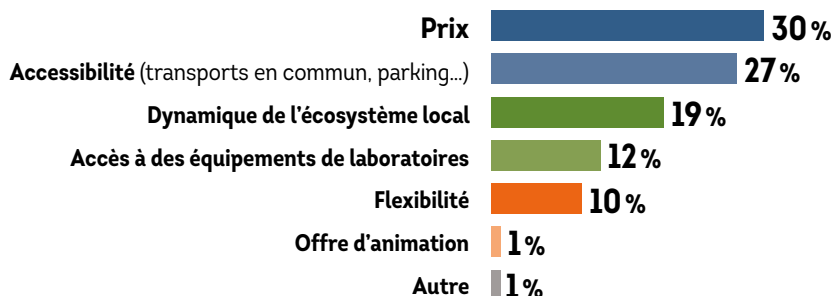 Prix 30 %
Accessibilité (transports en commun, parking...) 27 %
Dynamique de l'écosystème local 19 %
Accès à des équipements de laboratoires 12 %
Flexibilité 10 %
Offre d'animation 1 %
Autre 1 %